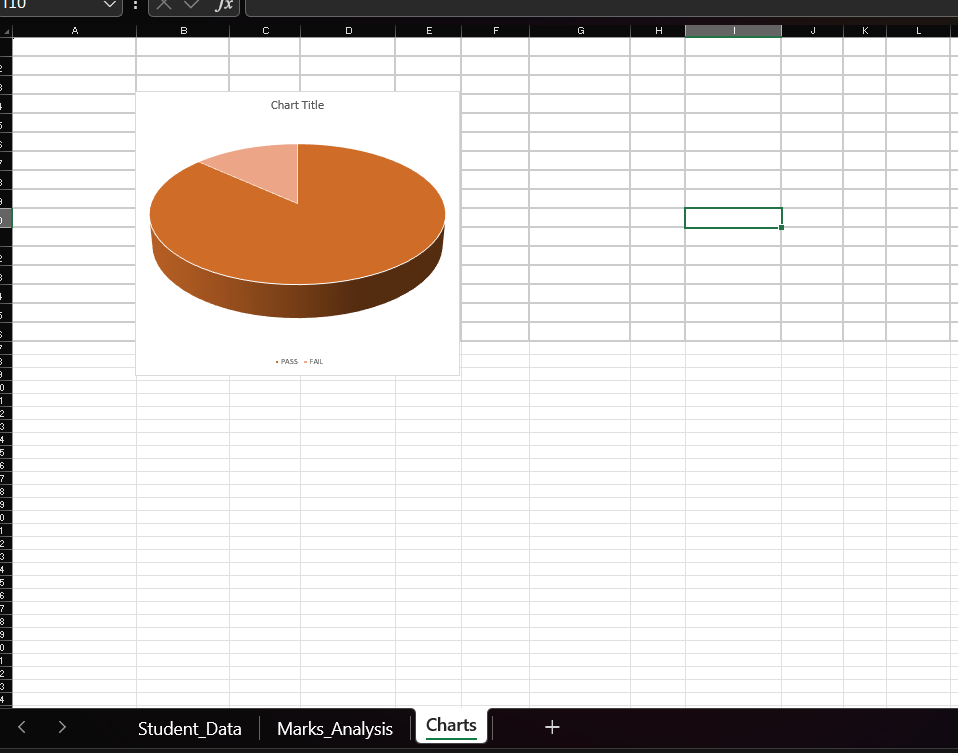 I10 fx
A B C D E F G H I J K L
Chart Title
PASS FAIL
Student_Data Marks_Analysis Charts +